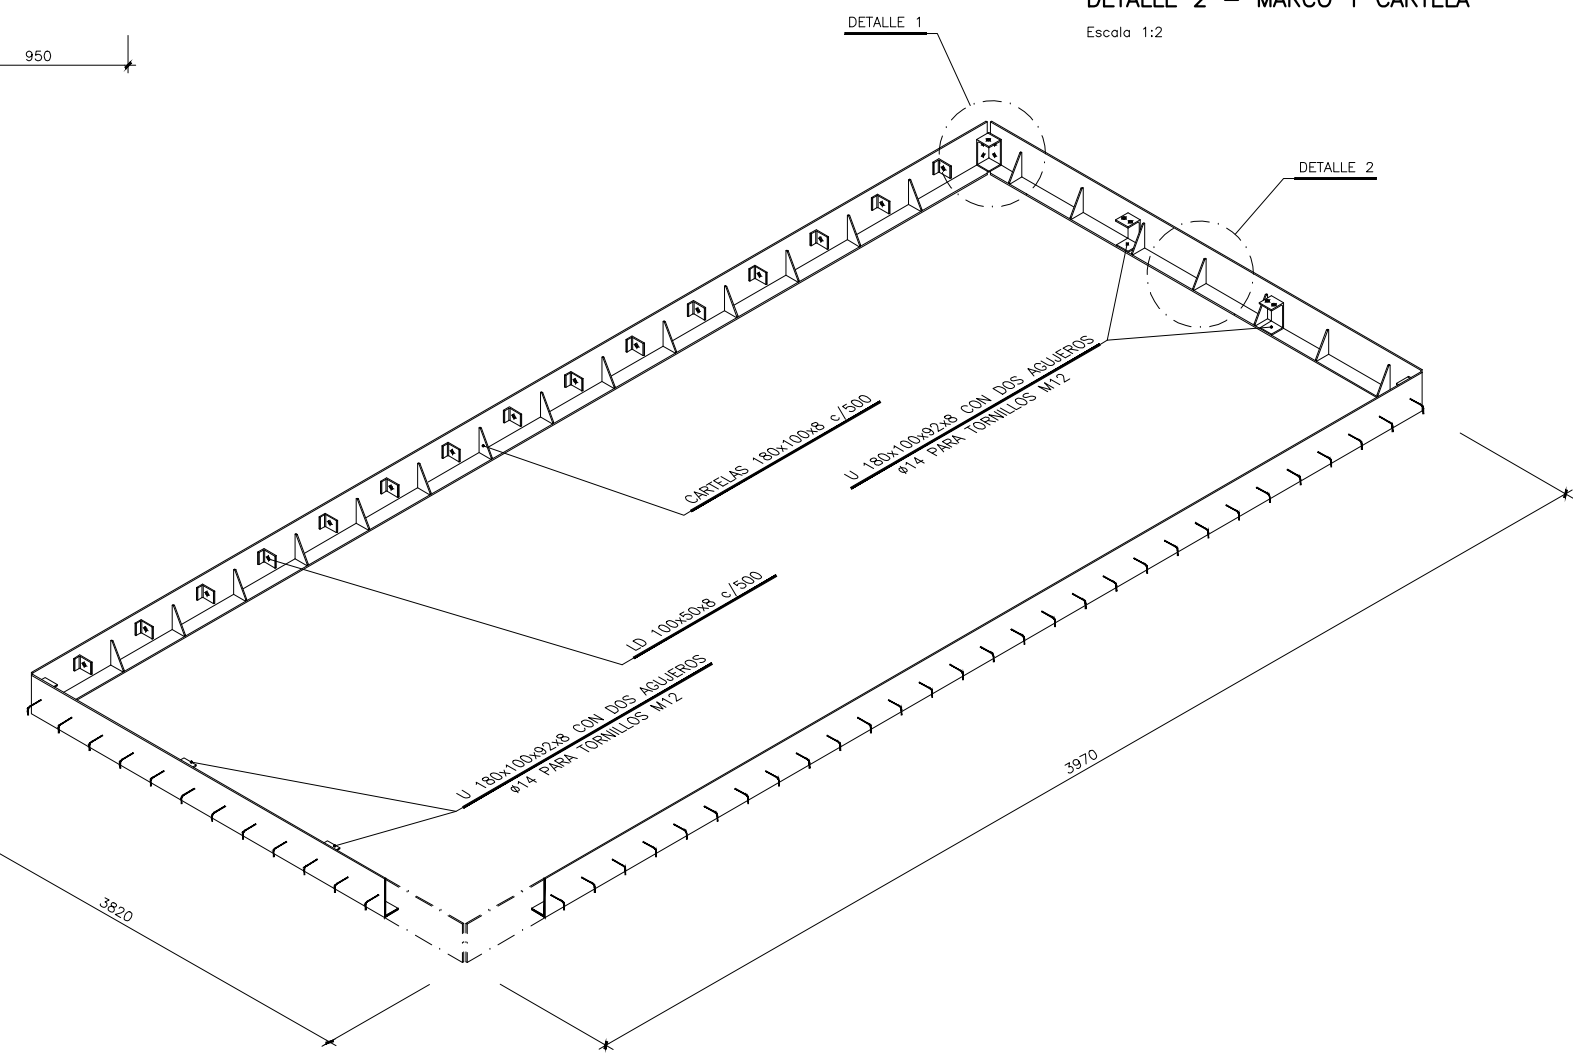 DETALLE 2 – MARCO Y CARTELA
Escala 1:2
950
DETALLE 1
DETALLE 2
U 180x100x92x8 CON DOS AGUJEROS
ø14 PARA TORNILLOS M12
CARTELAS 180x100x8 c/500
LD 100x50x8 c/500
U 180x100x92x8 CON DOS AGUJEROS
ø14 PARA TORNILLOS M12
3970
3820